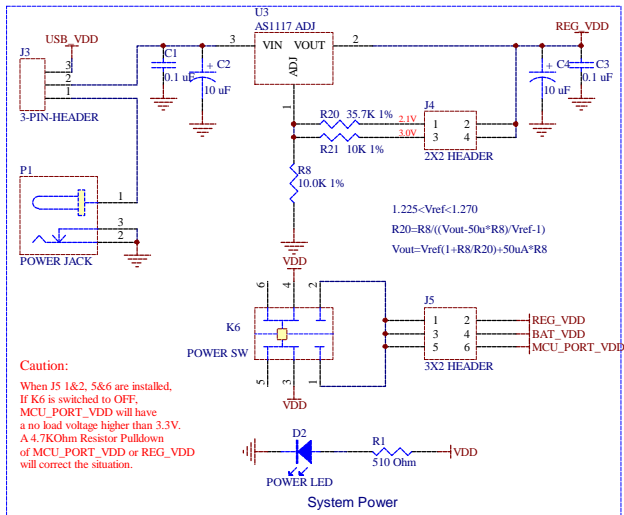 U3
AS1117 ADJ
J3
USB_VDD
3
2
1
3-PIN-HEADER
C1
0.1 uF
+ C2
10 uF
3
VIN VOUT
ADJ
2
1
REG_VDD
+ C4
10 uF
C3
0.1 uF
R20 35.7K 1%
2.1V
R21 10K 1%
3.0V
J4
1 2
3 4
2X2 HEADER
R8
10.0K 1%
P1
1
3
2
POWER JACK
1.225<Vref<1.270
R20=R8/((Vout-50u*R8)/Vref-1)
Vout=Vref(1+R8/R20)+50uA*R8
VDD
6 4 2
K6
POWER SW
5 3 1
VDD
J5
1 2
3 4
5 6
3X2 HEADER
REG_VDD
BAT_VDD
MCU_PORT_VDD
Caution:
When J5 1&2, 5&6 are installed,
If K6 is switched to OFF,
MCU_PORT_VDD will have
a no load voltage higher than 3.3V.
A 4.7KOhm Resistor Pulldown
of MCU_PORT_VDD or REG_VDD
will correct the situation.
D2
POWER LED
R1
510 Ohm
VDD
System Power